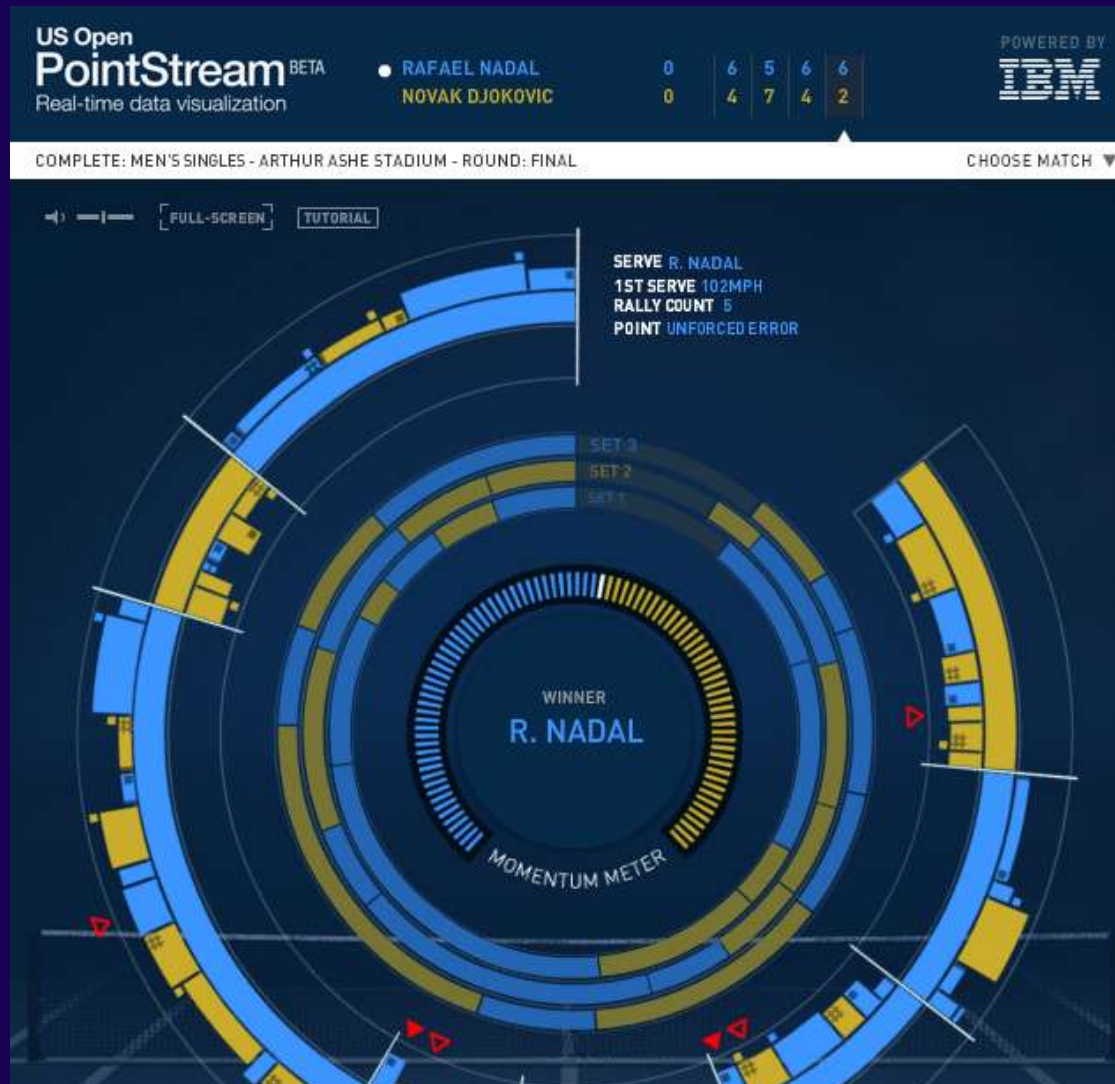 US Open
PointStream BETA
Real-time data visualization
RAFAEL NADAL 0 6 5 6 6
NOVAK DJOKOVIC 0 4 7 4 2
POWERED BY
IBM
COMPLETE: MEN'S SINGLES - ARTHUR ASHE STADIUM - ROUND: FINAL
CHOOSE MATCH
FULL-SCREEN
TUTORIAL
SERVE R. NADAL
1ST SERVE 102MPH
RALLY COUNT 5
POINT UNFORCED ERROR
SET 3
SET 2
SET 1
WINNER
R. NADAL
MOMENTUM METER